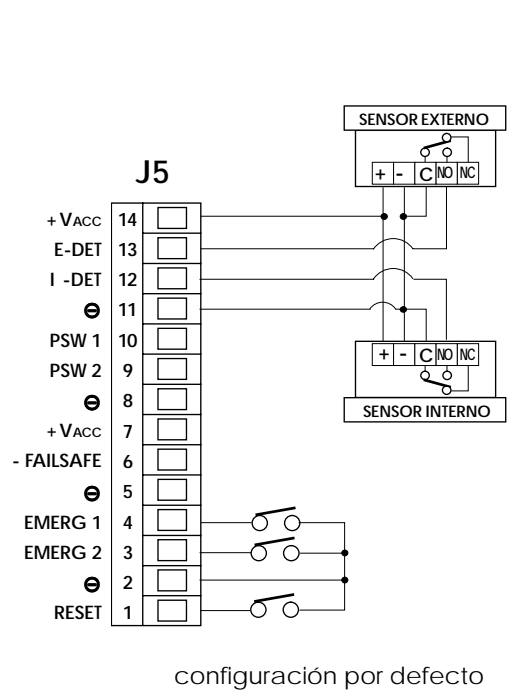 SENSOR EXTERNO
+ - C NO NC
J5
+ VACC 14
E-DET 13
I -DET 12
⊖ 11
PSW 1 10
PSW 2 9
⊖ 8
+ VACC 7
- FAILSAFE 6
⊖ 5
EMERG 1 4
EMERG 2 3
⊖ 2
RESET 1
+ - C NO NC
SENSOR INTERNO
configuración por defecto